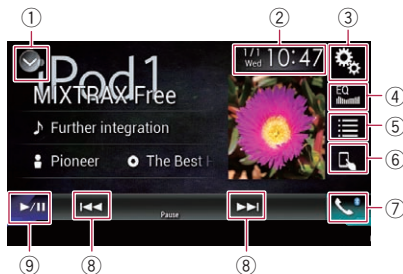 ① ② ③
iPod1
1/1
Wed 10:47
MIXTRAX Free
EQ ④
Further integration ⑤
Pioneer The Best H ⑥
Pause ⑦
⑨ ⑧ ⑧